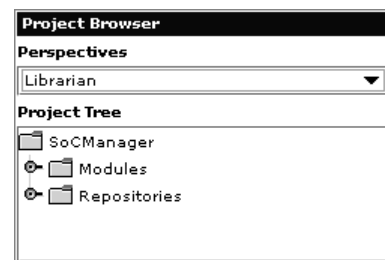 Project Browser
Perspectives
Librarian
Project Tree
SoCManager
Modules
Repositories